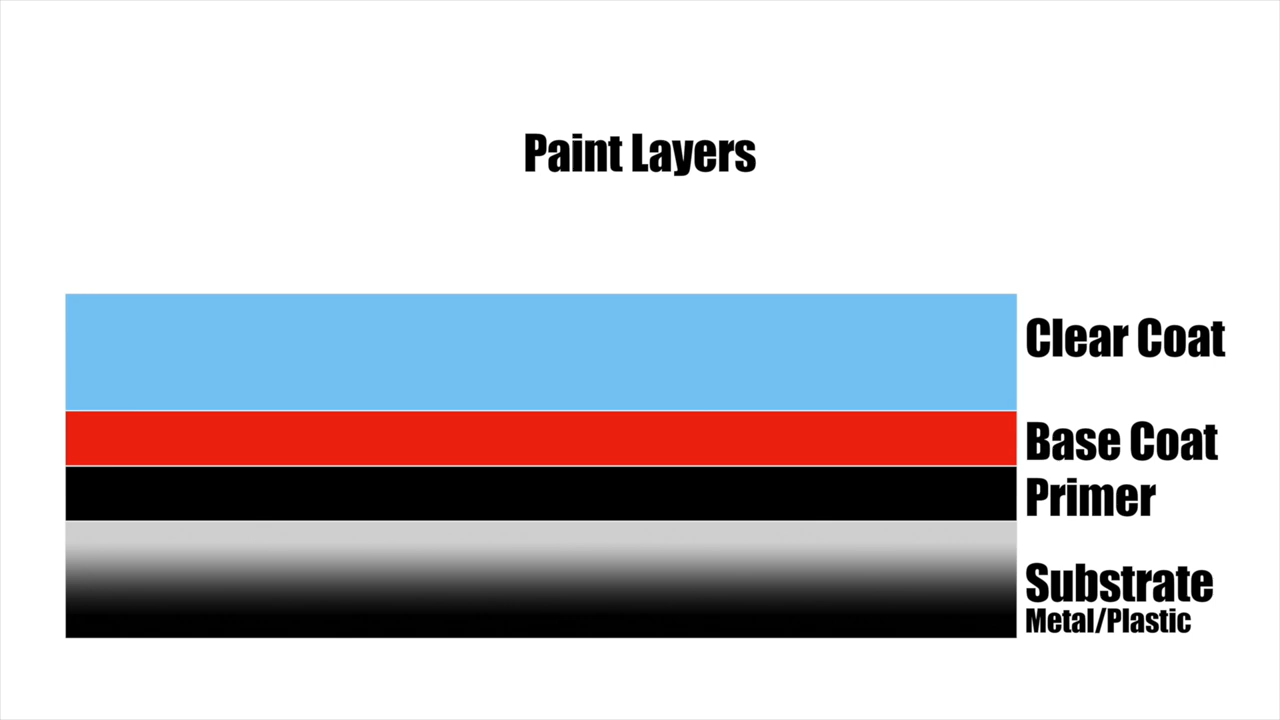 Paint Layers
Clear Coat
Base Coat
Primer
Substrate
Metal/Plastic